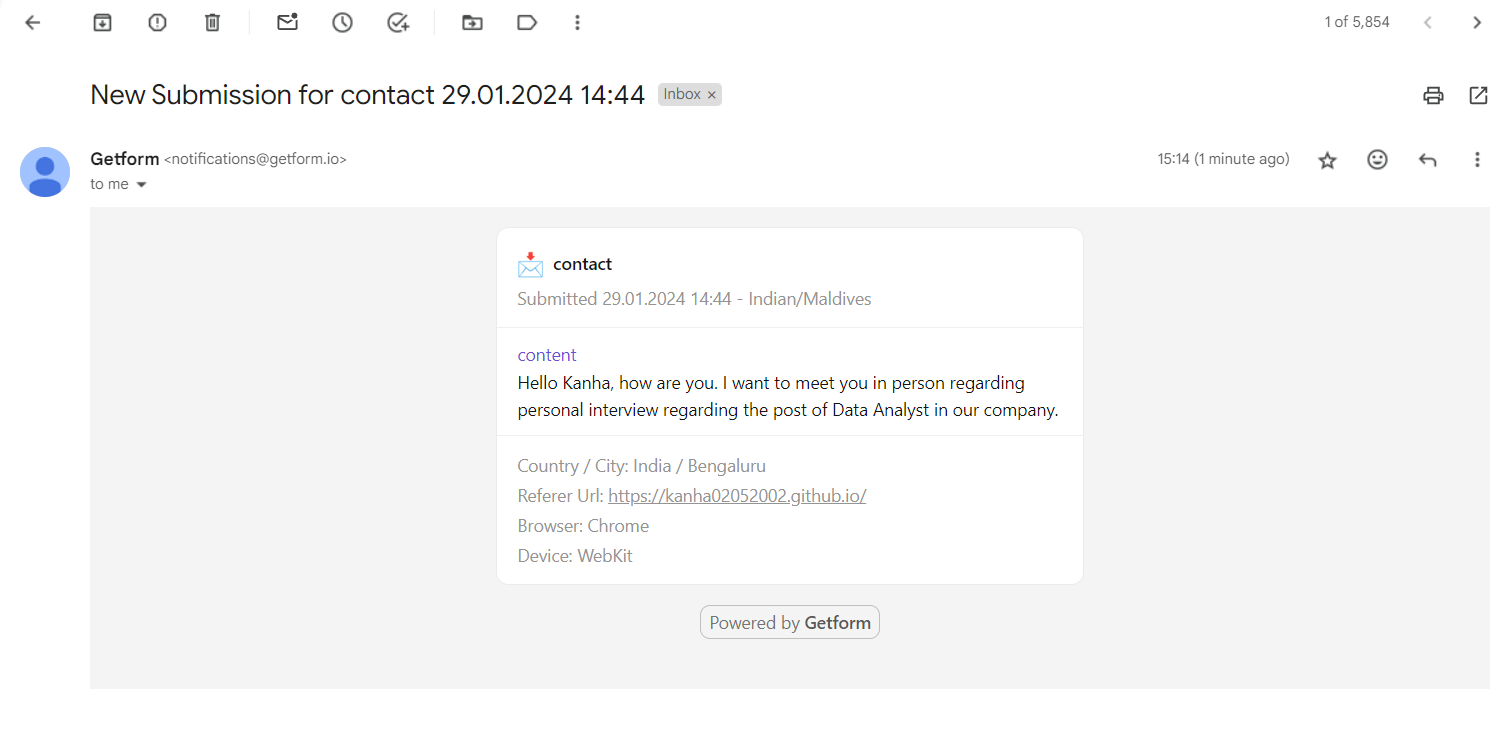 1 of 5,854
New Submission for contact 29.01.2024 14:44 Inbox ×
Getform <notifications@getform.io> 15:14 (1 minute ago)
to me
contact
Submitted 29.01.2024 14:44 - Indian/Maldives
content
Hello Kanha, how are you. I want to meet you in person regarding
personal interview regarding the post of Data Analyst in our company.
Country / City: India / Bengaluru
Referer Url: https://kanha02052002.github.io/
Browser: Chrome
Device: WebKit
Powered by Getform